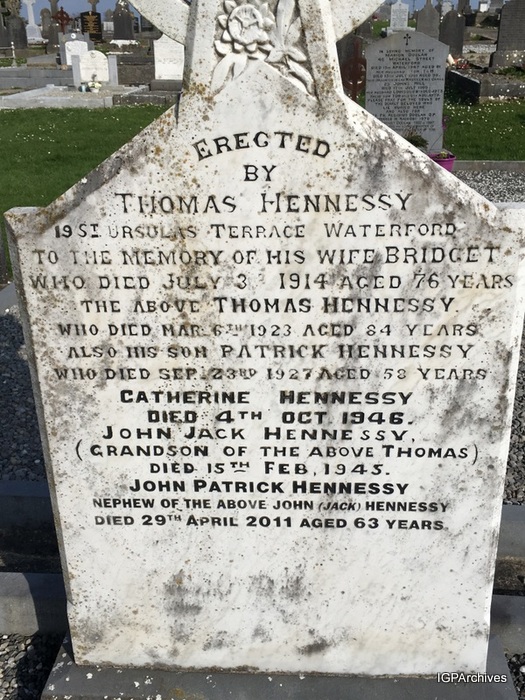 ERECTED
BY
THOMAS HENNESSY
19 ST URSULAS TERRACE WATERFORD
TO THE MEMORY OF HIS WIFE BRIDGET
WHO DIED JULY 3RD 1914 AGED 76 YEARS
THE ABOVE THOMAS HENNESSY
WHO DIED MAR. 6TH 1923 AGED 84 YEARS
ALSO HIS SON PATRICK HENNESSY
WHO DIED SEP. 23RD 1927 AGED 58 YEARS
CATHERINE HENNESSY
DIED 4TH OCT. 1946.
JOHN JACK HENNESSY,
(GRANDSON OF THE ABOVE THOMAS)
DIED 15TH FEB, 1945.
JOHN PATRICK HENNESSY
NEPHEW OF THE ABOVE JOHN (JACK) HENNESSY
DIED 29TH APRIL 2011 AGED 63 YEARS.
IGPArchives